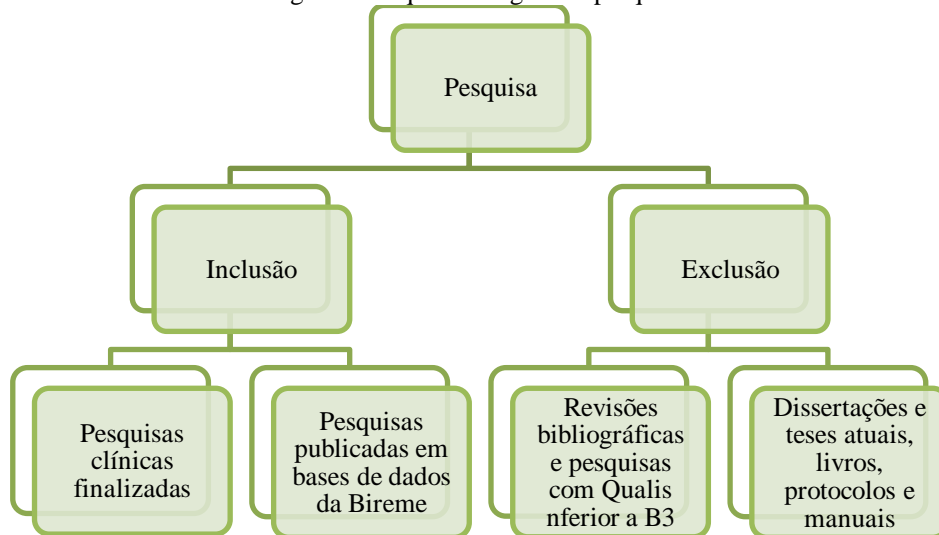 Pesquisa
Inclusão
Exclusão
Pesquisas
clínicas
finalizadas
Pesquisas
publicadas em
bases de dados
da Bireme
Revisões
bibliográficas
e pesquisas
com Qualis
nferior a B3
Dissertações e
teses atuais,
livros,
protocolos e
manuais